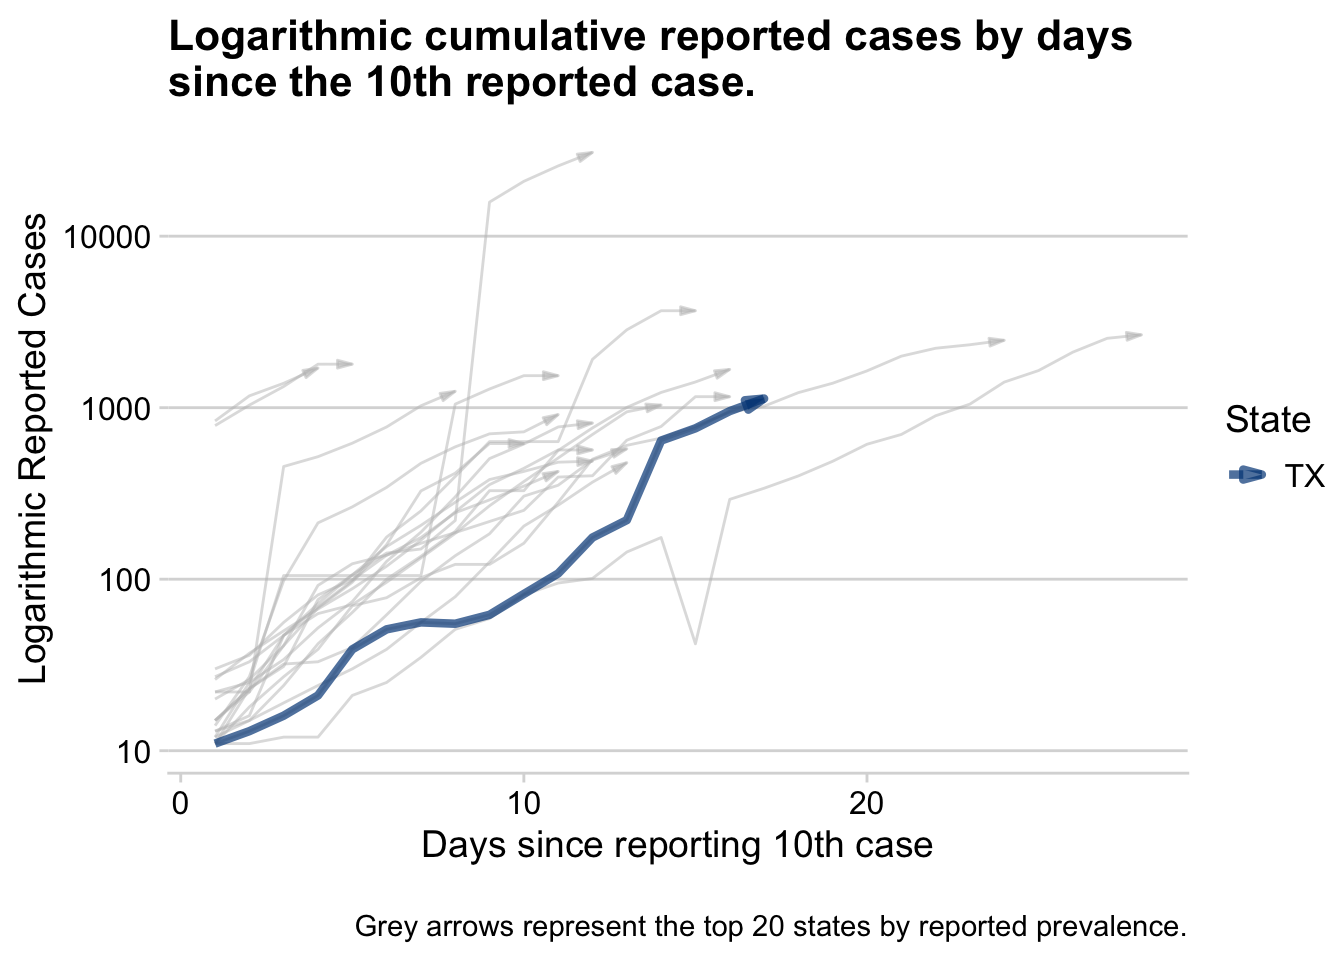 Logarithmic cumulative reported cases by days
since the 10th reported case.
Logarithmic Reported Cases
10000
1000
100
10
0
10
20
Days since reporting 10th case
State
TX
Grey arrows represent the top 20 states by reported prevalence.